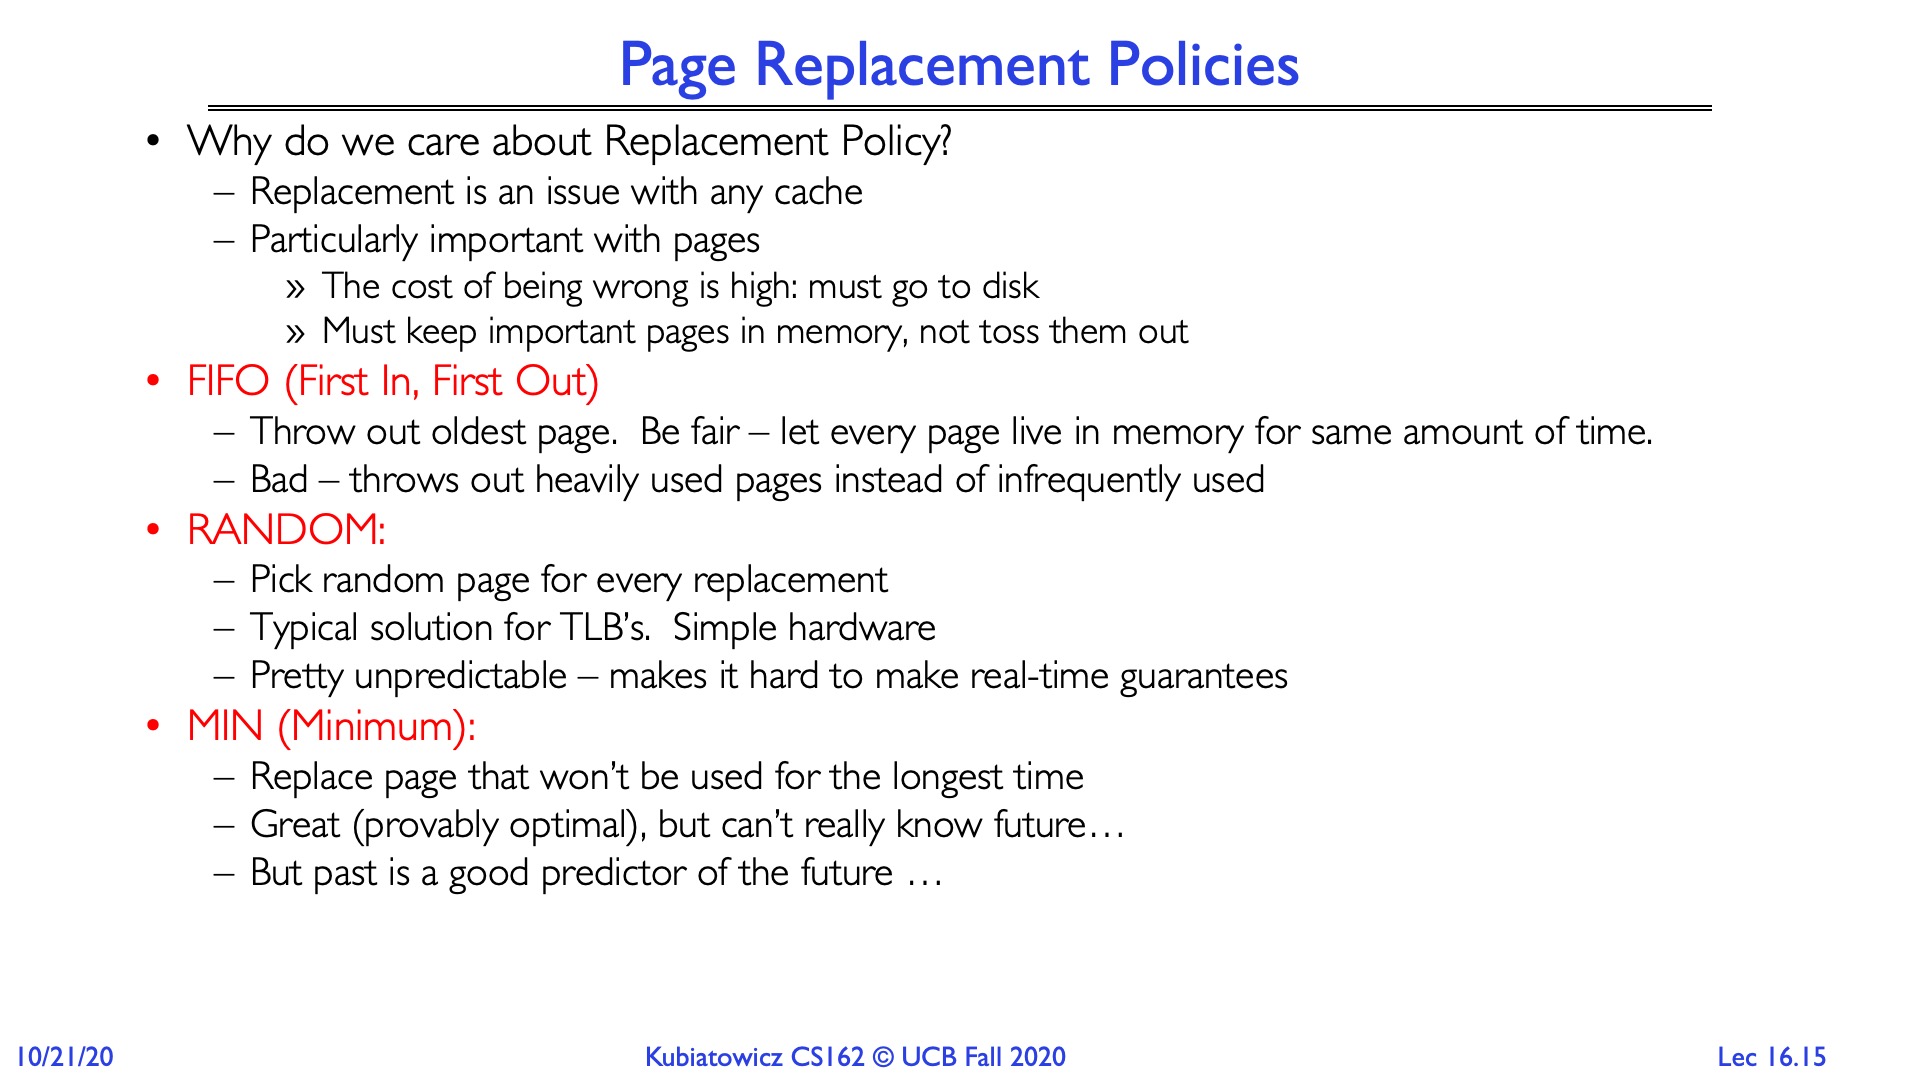 Page Replacement Policies
• Why do we care about Replacement Policy?
– Replacement is an issue with any cache
– Particularly important with pages
» The cost of being wrong is high: must go to disk
» Must keep important pages in memory, not toss them out
• FIFO (First In, First Out)
– Throw out oldest page.  Be fair – let every page live in memory for same amount of time.
– Bad – throws out heavily used pages instead of infrequently used
• RANDOM:
– Pick random page for every replacement
– Typical solution for TLB’s.  Simple hardware
– Pretty unpredictable – makes it hard to make real-time guarantees
• MIN (Minimum):
– Replace page that won’t be used for the longest time
– Great (provably optimal), but can’t really know future…
– But past is a good predictor of the future …
10/21/20
Kubiatowicz CS162 © UCB Fall 2020
Lec 16.15